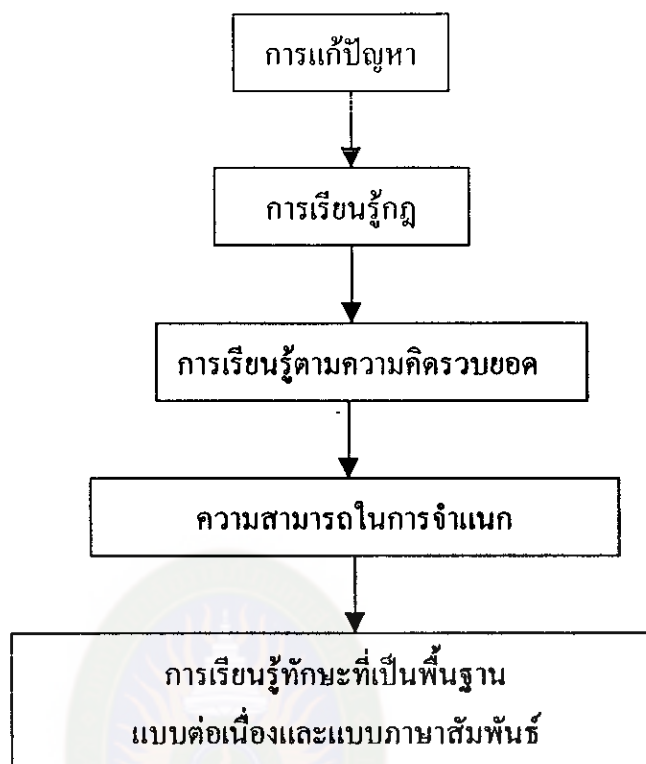 การแก้ปัญหา
การเรียนรู้กฎ
การเรียนรู้ตามความคิดรวบยอด
ความสามารถในการจำแนก
การเรียนรู้ทักษะที่เป็นพื้นฐาน
แบบต่อเนื่องและแบบภาษาสัมพันธ์